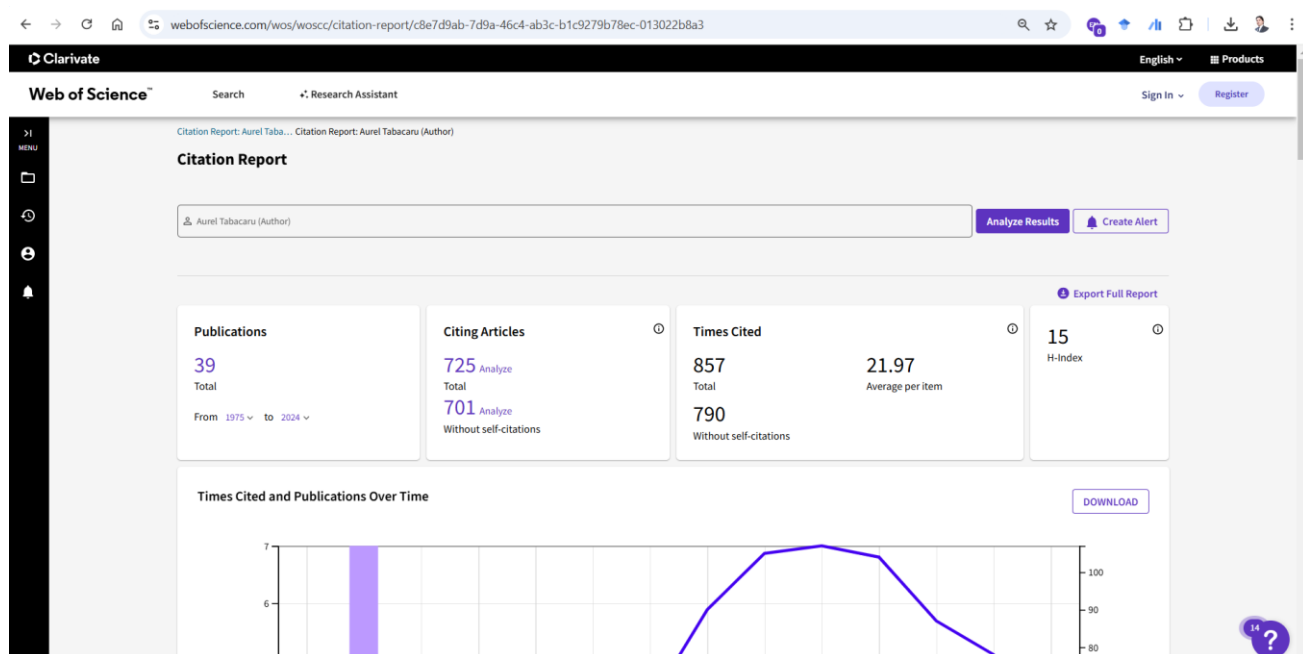 webofscience.com/wos/woscc/citation-report/c8e7d9ab-7d9a-46c4-ab3c-b1c9279b78ec-013022b8a3
0
Clarivate
English
Products
Web of Science™
Search
Research Assistant
Sign In
Register
MENU
Citation Report: Aurel Taba... Citation Report: Aurel Tabacaru (Author)
Citation Report
Aurel Tabacaru (Author)
Analyze Results
Create Alert
Export Full Report
Publications
39
Total
From 1975 to 2024
Citing Articles
725 Analyze
Total
701 Analyze
Without self-citations
Times Cited
857
Total
790
Without self-citations
21.97
Average per item
15
H-Index
Times Cited and Publications Over Time
DOWNLOAD
7
6
100
90
80
14
?